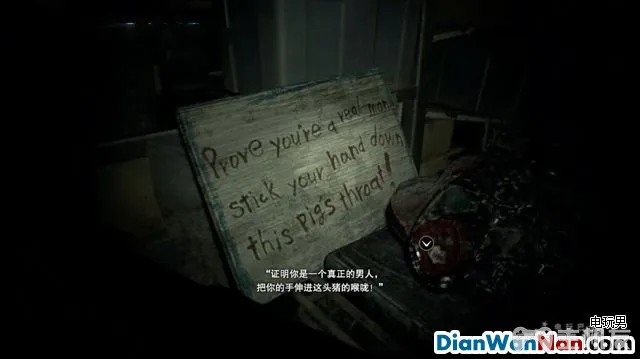 Prove you're a real man
stick your hand down
this pig's throat!
“证明你是一个真正的男人，
把你的手伸进这头猪的喉咙！”
电玩男
DianWanNan.com